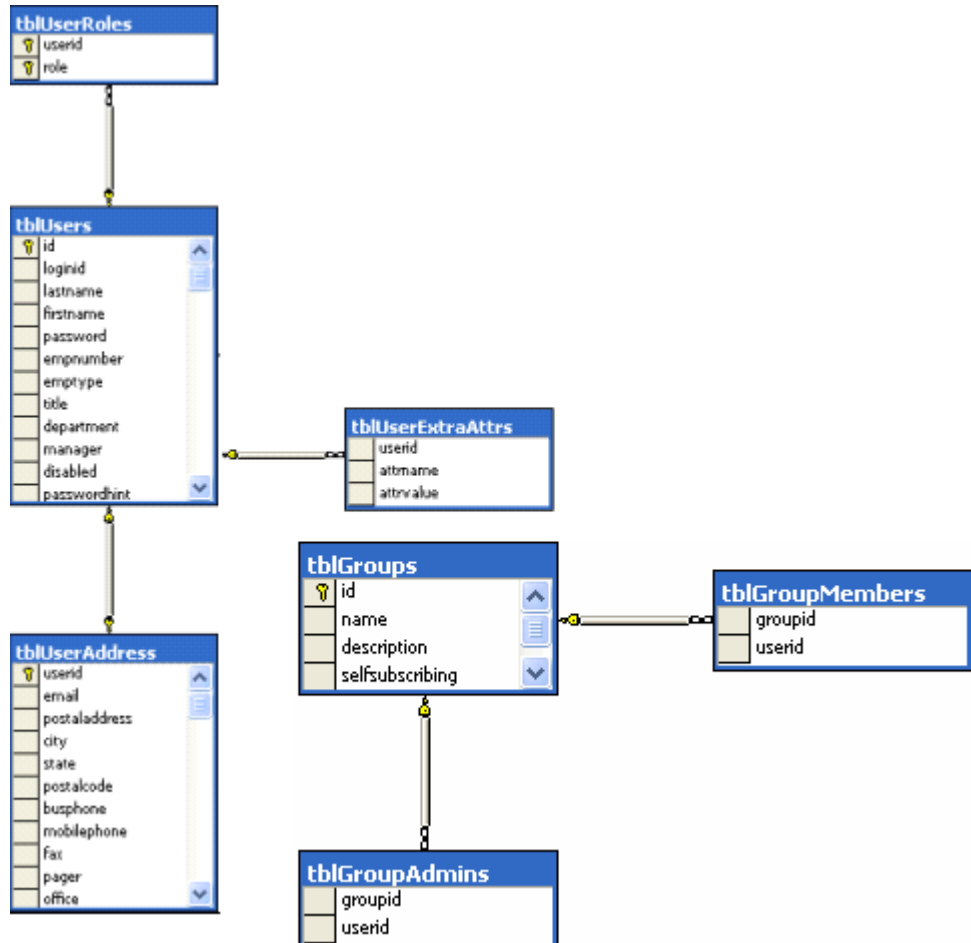 tblUserRoles
userid
role
tblUsers
id
loginid
lastname
firstname
password
empnumber
emptype
title
department
manager
disabled
passwordhint
tblUserExtraAttrs
userid
attrname
attrvalue
tblUserAddress
userid
email
postaladdress
city
state
postalcode
busphone
mobilephone
fax
pager
office
tblGroups
id
name
description
selfsubscribing
tblGroupMembers
groupid
userid
tblGroupAdmins
groupid
userid